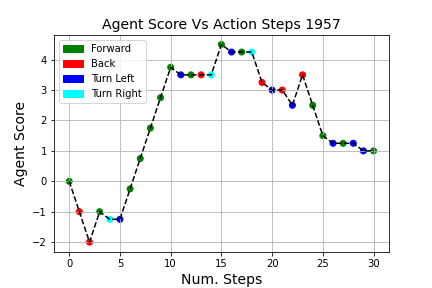 Agent Score Vs Action Steps 1957
Forward
Back
Turn Left
Turn Right
Agent Score
4
3
2
1
0
−1
−2
0 5 10 15 20 25 30
Num. Steps